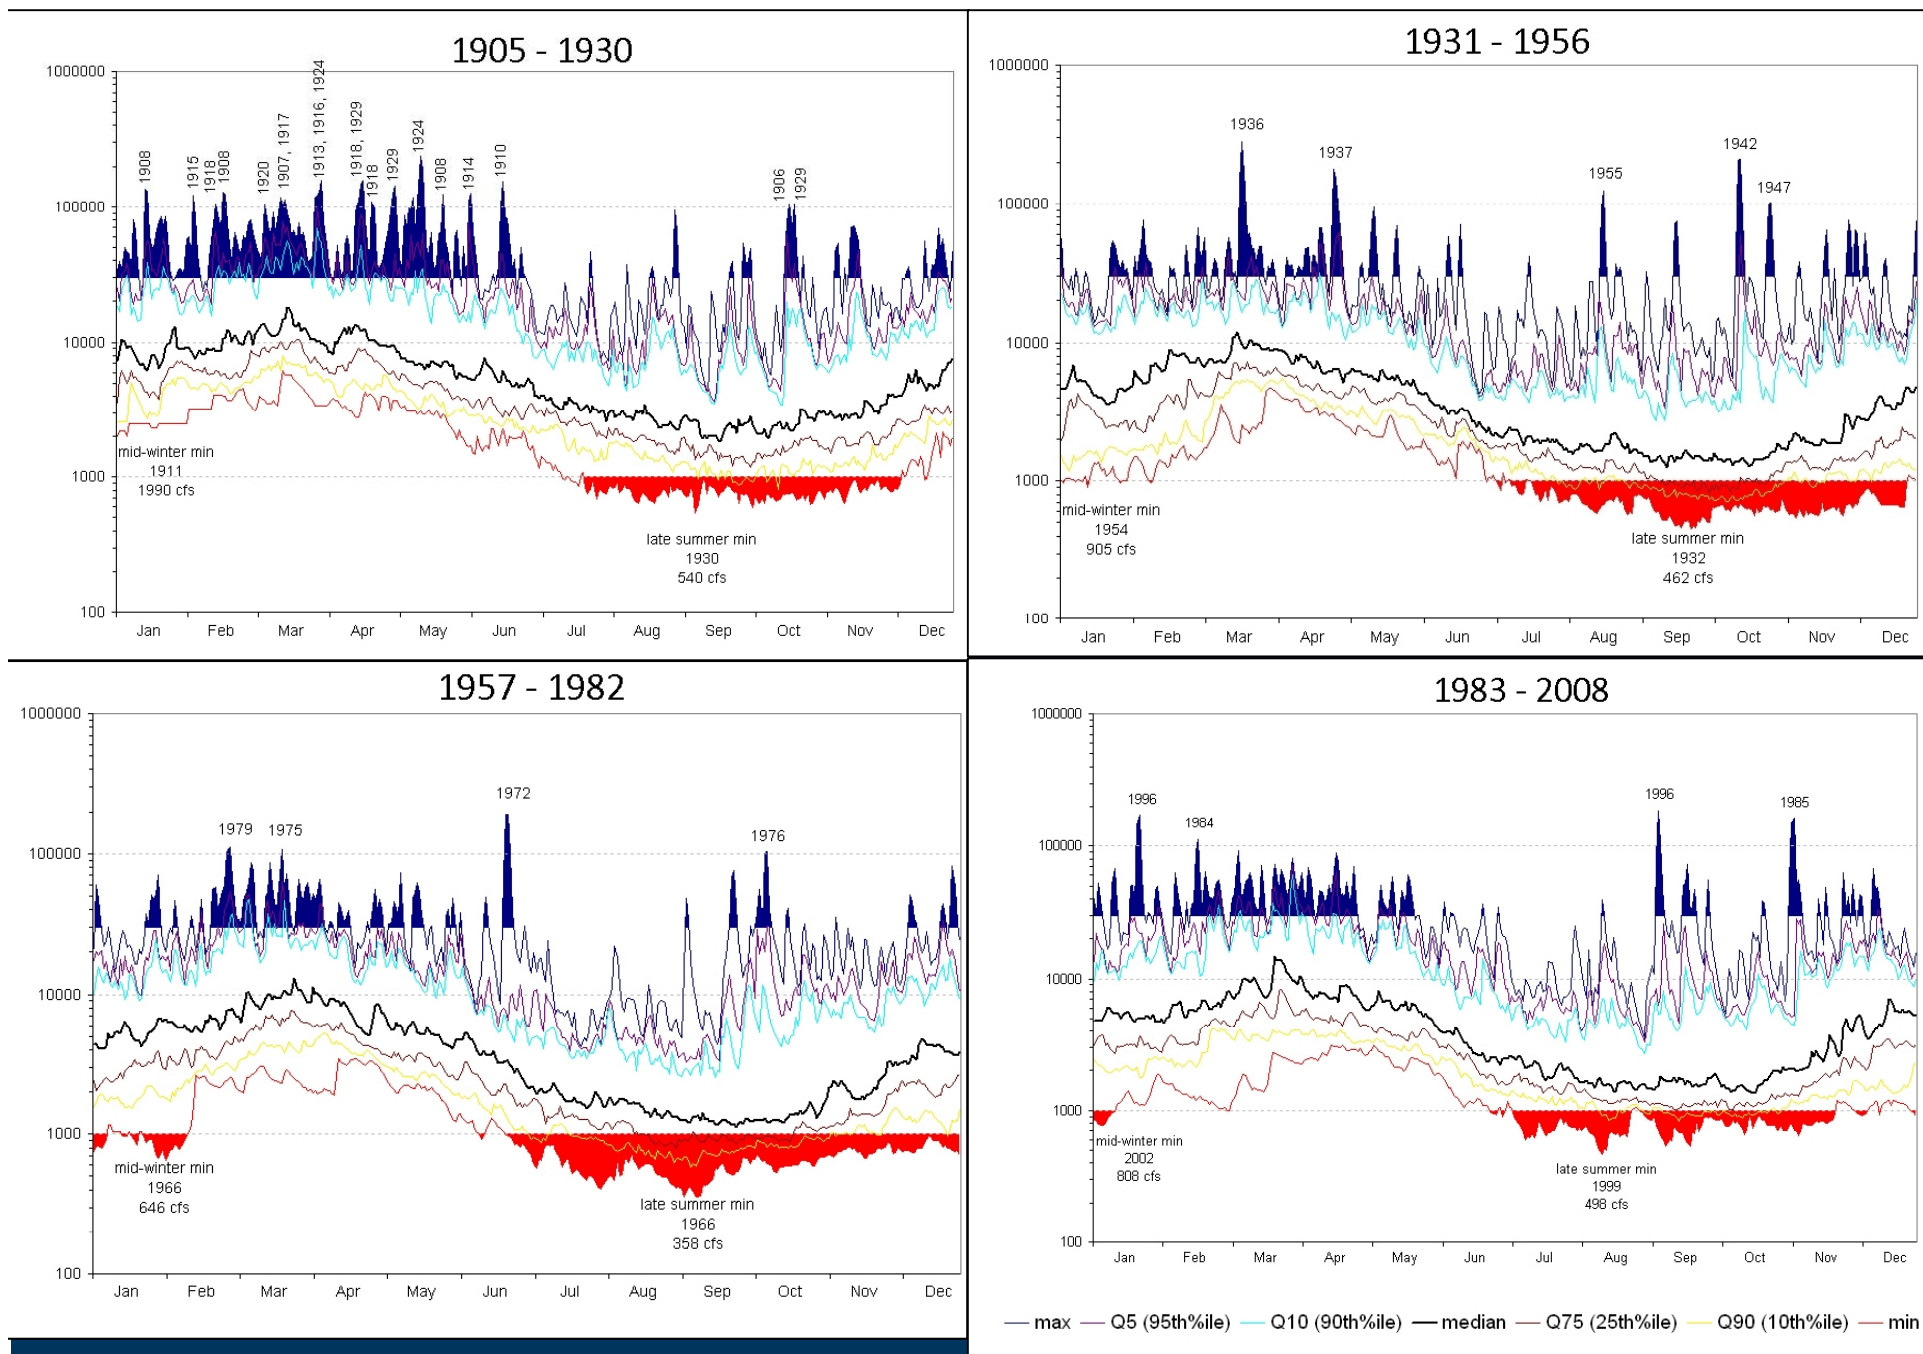 1905 - 1930
1000000
100000
10000
1000
100
1908
1915
1918
1908
1920
1907, 1917
1913, 1916, 1924
1918, 1929
1918
1929
1924
1908
1914
1910
1906
1929
mid-winter min
1911
1990 cfs
late summer min
1930
540 cfs
Jan Feb Mar Apr May Jun Jul Aug Sep Oct Nov Dec
1931 - 1956
1000000
100000
10000
1000
100
1936
1937
1955
1942
1947
mid-winter min
1954
905 cfs
late summer min
1932
462 cfs
Jan Feb Mar Apr May Jun Jul Aug Sep Oct Nov Dec
1957 - 1982
1000000
100000
10000
1000
100
1979
1975
1972
1976
mid-winter min
1966
646 cfs
late summer min
1966
358 cfs
Jan Feb Mar Apr May Jun Jul Aug Sep Oct Nov Dec
1983 - 2008
1000000
100000
10000
1000
100
1996
1984
1996
1985
mid-winter min
2002
808 cfs
late summer min
1999
498 cfs
Jan Feb Mar Apr May Jun Jul Aug Sep Oct Nov Dec
max Q5 (95th%ile) Q10 (90th%ile) median Q75 (25th%ile) Q90 (10th%ile) min